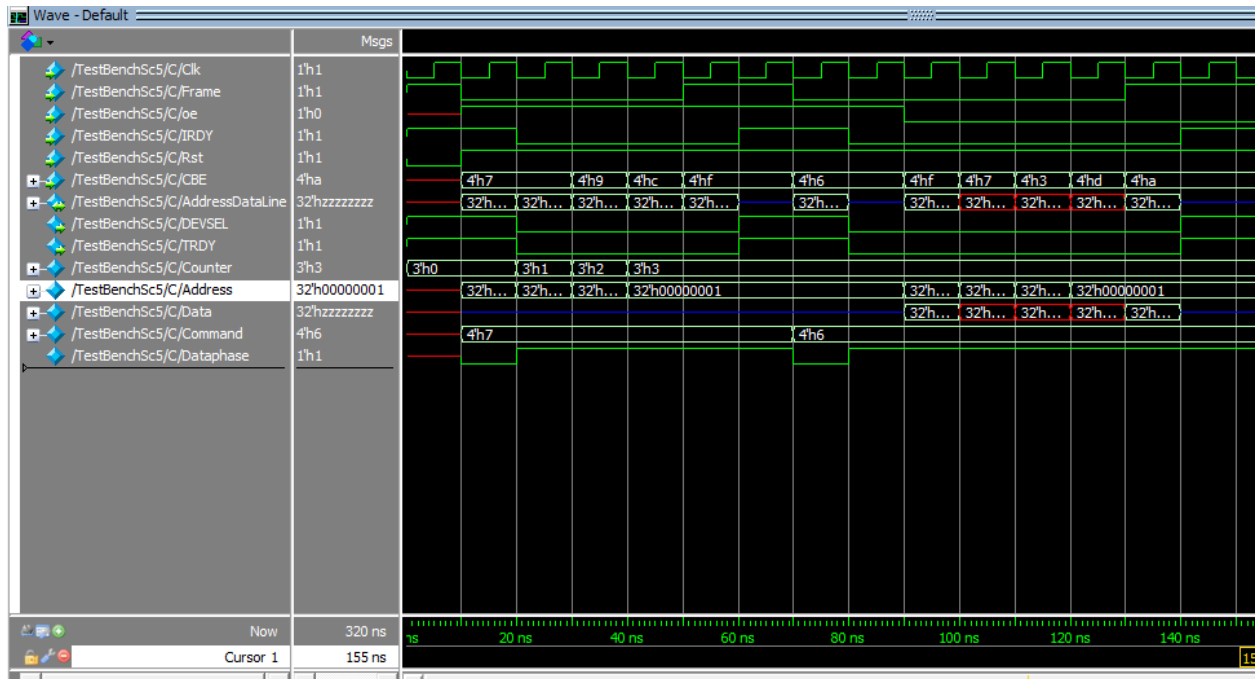 Wave - Default
Msgs
/TestBenchSc5/C/Clk 1'h1
/TestBenchSc5/C/Frame 1'h1
/TestBenchSc5/C/oe 1'h0
/TestBenchSc5/C/IRDY 1'h1
/TestBenchSc5/C/Rst 1'h1
/TestBenchSc5/C/CBE 4'ha 4'h7 4'h9 4'hc 4'hf 4'h6 4'hf 4'h7 4'h3 4'hd 4'ha
/TestBenchSc5/C/AddressDataLine 32'hzzzzzzzz 32'h... 32'h... 32'h... 32'h... 32'h... 32'h... 32'h... 32'h... 32'h... 32'h... 32'h...
/TestBenchSc5/C/DEVSEL 1'h1
/TestBenchSc5/C/TRDY 1'h1
/TestBenchSc5/C/Counter 3'h3 3'h0 3'h1 3'h2 3'h3
/TestBenchSc5/C/Address 32'h00000001 32'h... 32'h... 32'h... 32'h00000001 32'h... 32'h... 32'h... 32'h00000001
/TestBenchSc5/C/Data 32'hzzzzzzzz 32'h... 32'h... 32'h... 32'h... 32'h...
/TestBenchSc5/C/Command 4'h6 4'h7 4'h6
/TestBenchSc5/C/Dataphase 1'h1
Now 320 ns ns 20 ns 40 ns 60 ns 80 ns 100 ns 120 ns 140 ns
Cursor 1 155 ns 15